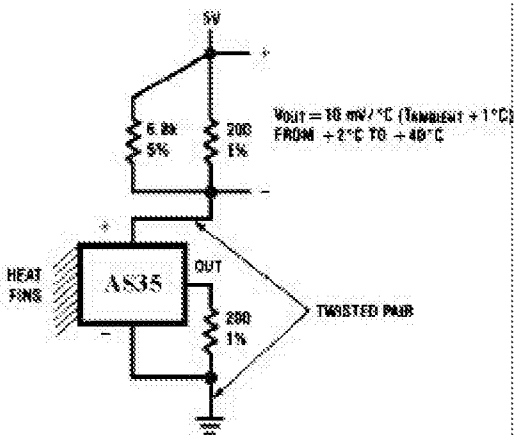 5V
+
6.8k
5%
200
1%
VOUT = 10 mV/°C (TAMBIENT + 1°C)
FROM +2°C TO +40°C
−
+
HEAT
FINS
AS35
OUT
−
200
1%
TWISTED PAIR